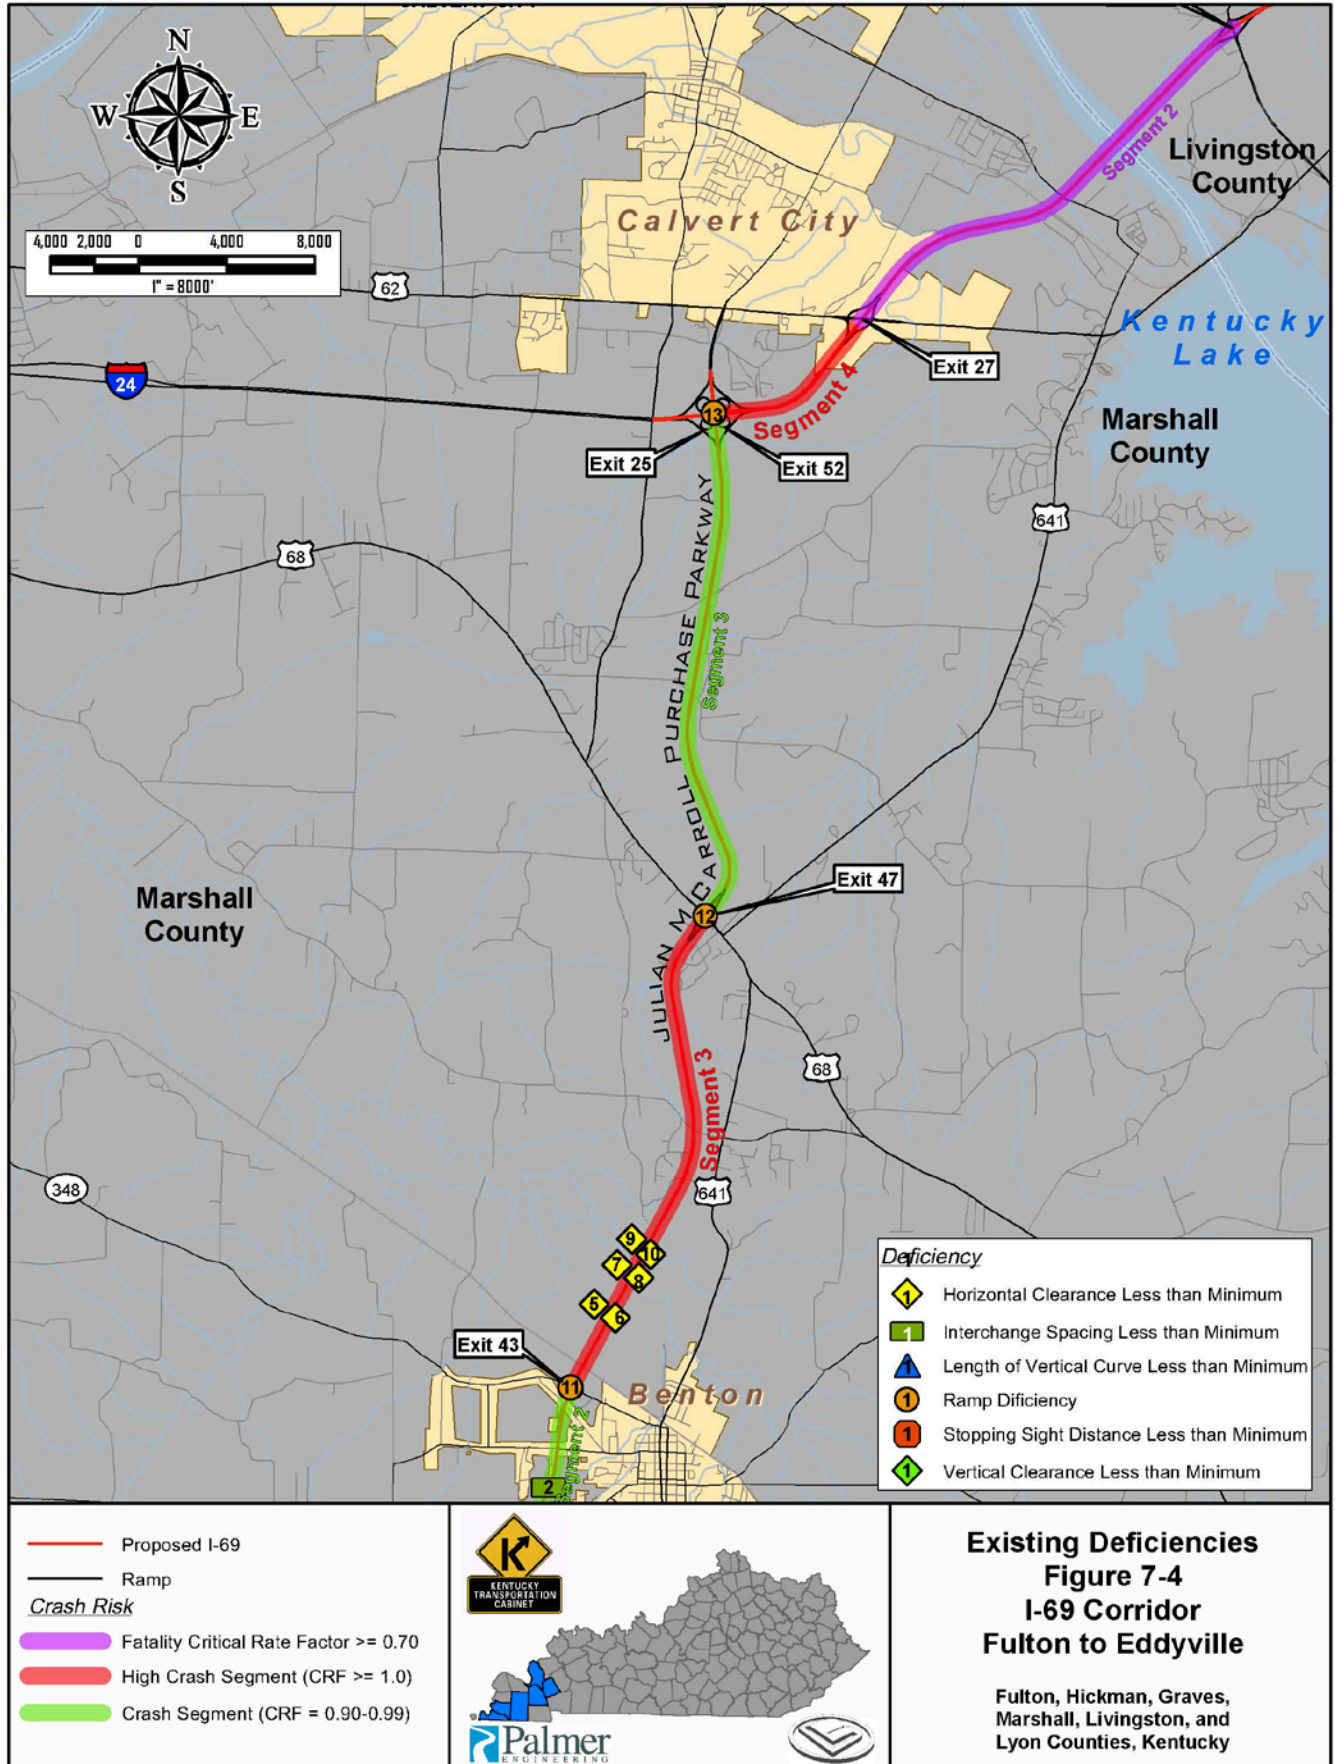 N
W
E
S
4,000 2,000 0 4,000 8,000
1" = 8000'
62
24
Calvert City
Segment 2
Livingston
County
Kentucky
Lake
Exit 27
Segment 4
13
Exit 25
Exit 52
Marshall
County
641
68
JULIAN M CARROLL PURCHASE PARKWAY
Segment 3
Exit 47
12
Marshall
County
68
Segment 3
348
641
9
10
7
8
5
6
Exit 43
11
Benton
Segment 2
2
Deficiency
1 Horizontal Clearance Less than Minimum
1 Interchange Spacing Less than Minimum
1 Length of Vertical Curve Less than Minimum
1 Ramp Dificiency
1 Stopping Sight Distance Less than Minimum
1 Vertical Clearance Less than Minimum
Proposed I-69
Ramp
Crash Risk
Fatality Critical Rate Factor >= 0.70
High Crash Segment (CRF >= 1.0)
Crash Segment (CRF = 0.90-0.99)
K
KENTUCKY
TRANSPORTATION
CABINET
Palmer
ENGINEERING
Existing Deficiencies
Figure 7-4
I-69 Corridor
Fulton to Eddyville
Fulton, Hickman, Graves,
Marshall, Livingston, and
Lyon Counties, Kentucky